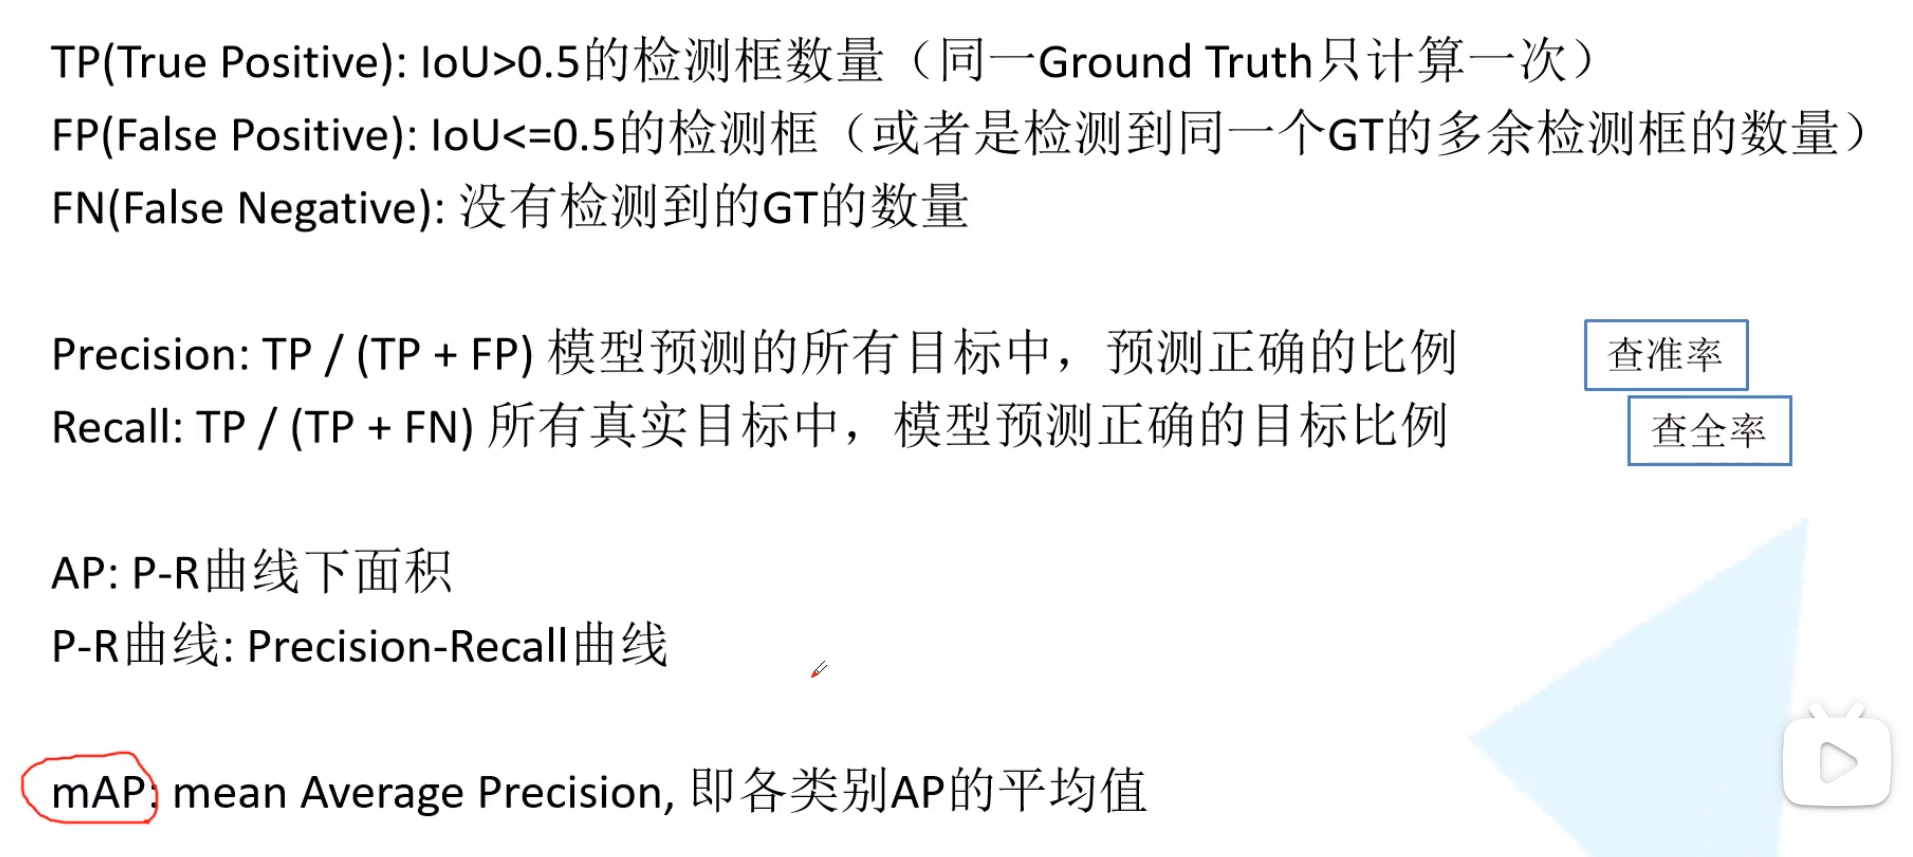 TP(True Positive): IoU>0.5的检测框数量（同一Ground Truth只计算一次）
FP(False Positive): IoU<=0.5的检测框（或者是检测到同一个GT的多余检测框的数量）
FN(False Negative): 没有检测到的GT的数量
Precision: TP / (TP + FP) 模型预测的所有目标中，预测正确的比例
查准率
Recall: TP / (TP + FN) 所有真实目标中，模型预测正确的目标比例
查全率
AP: P-R曲线下面积
P-R曲线: Precision-Recall曲线
mAP: mean Average Precision, 即各类别AP的平均值